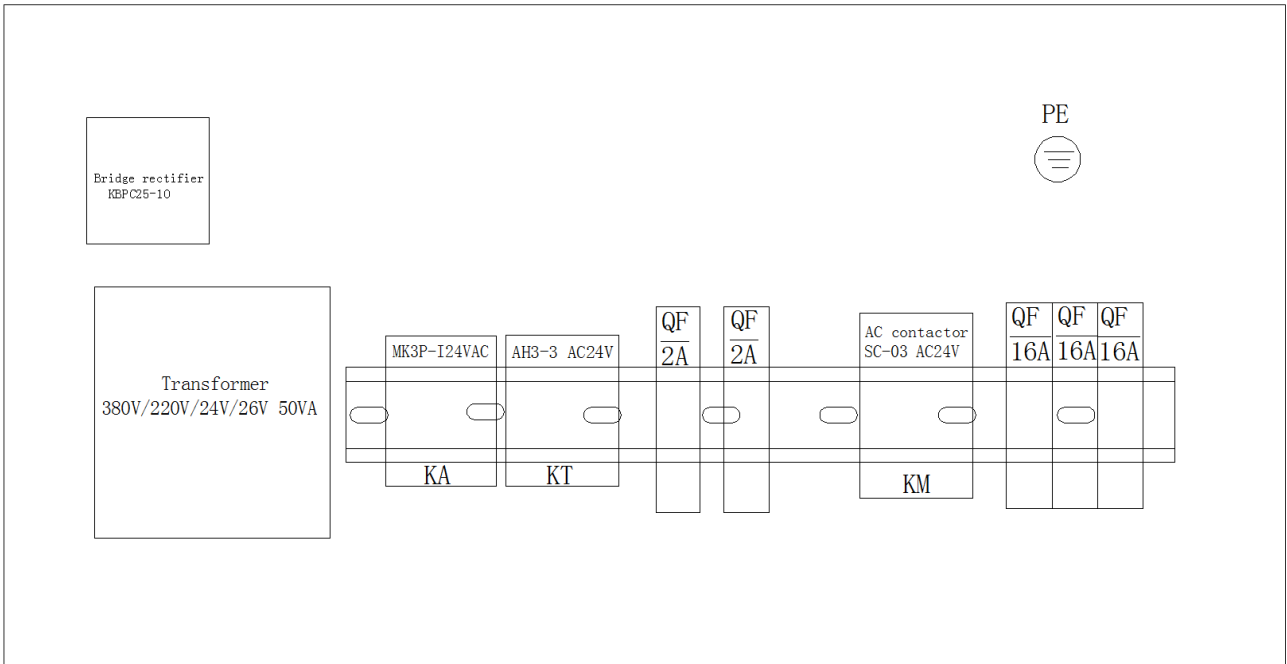 PE
Bridge rectifier
KBPC25-10
QF
2A
QF
2A
QF
16A
QF
16A
QF
16A
AC contactor
SC-03 AC24V
MK3P-I24VAC
AH3-3 AC24V
Transformer
380V/220V/24V/26V 50VA
KA
KT
KM